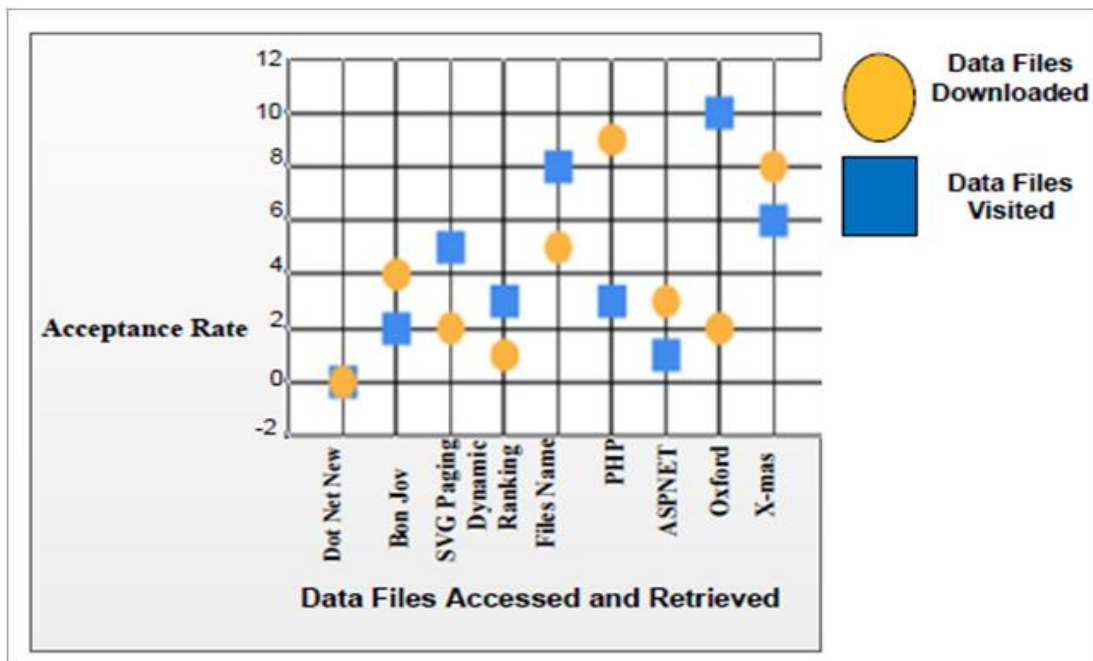 12
10
8
6
4
2
0
-2
Acceptance Rate
Dot Net New
Bon Jov
SVG Paging
Dynamic
Ranking
Files Name
PHP
ASPNET
Oxford
X-mas
Data Files Accessed and Retrieved
Data Files
Downloaded
Data Files
Visited